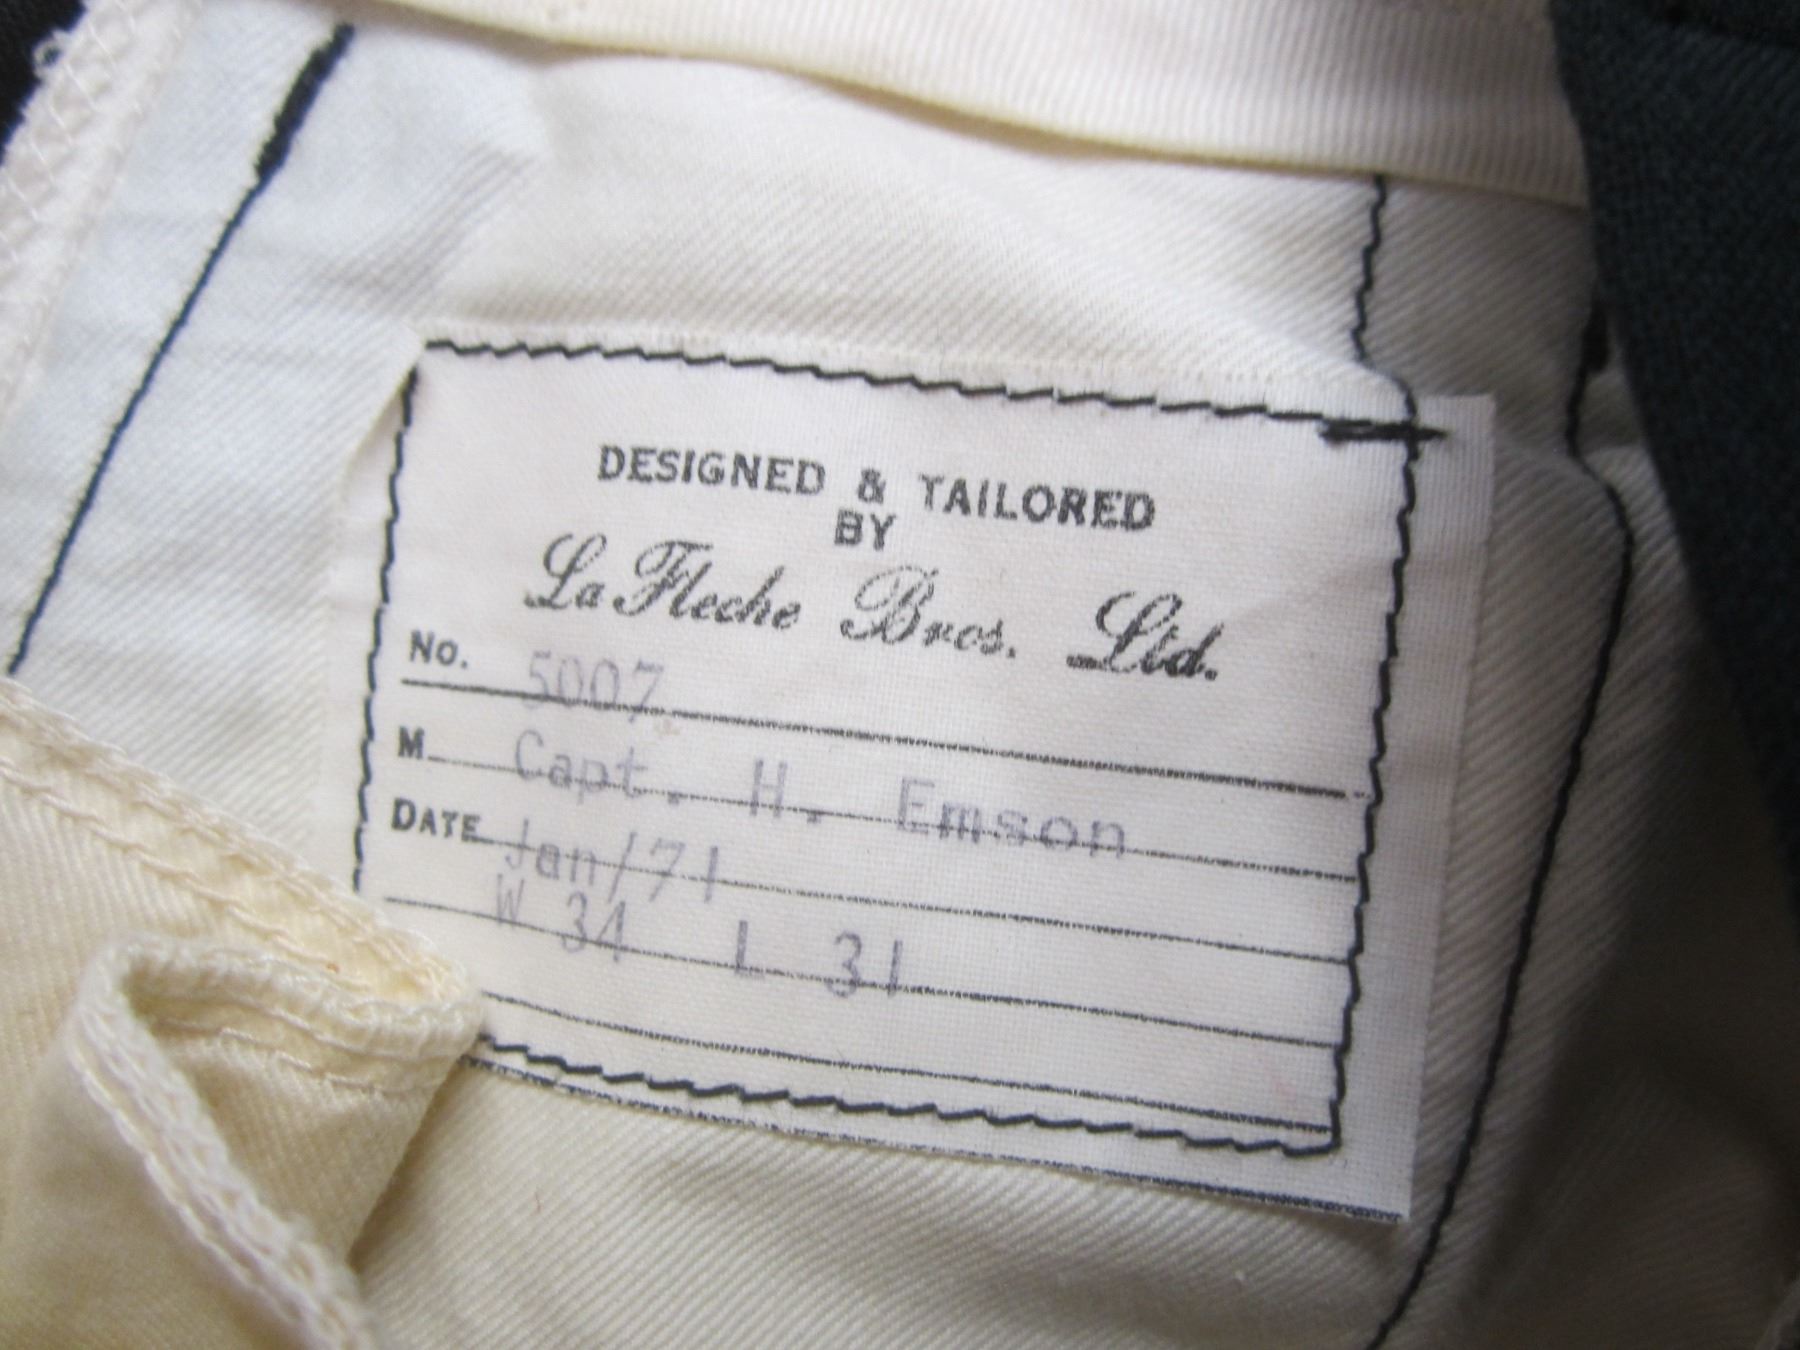 DESIGNED & TAILORED
BY
La Fleche Bros. Ltd.
No. 5007
M Capt. H. Emson
DATE Jan/71
W 34 L 31